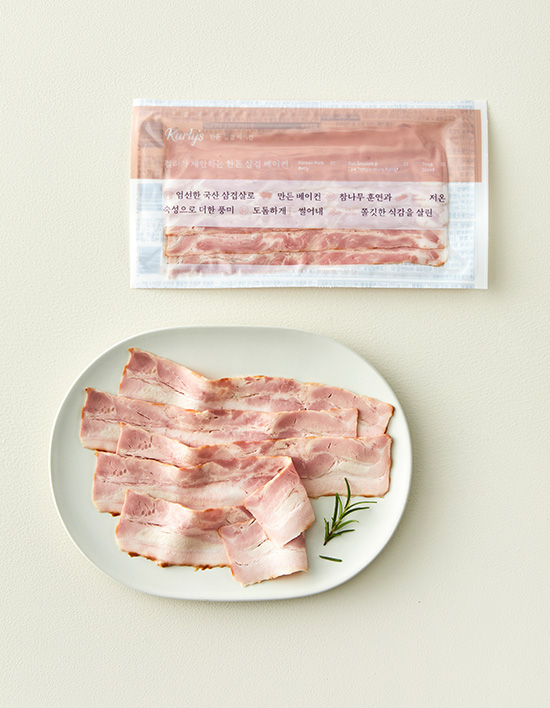 Kurly's
컬리가 제안하는 한돈 삼겹 베이컨
엄선한 국산 삼겹살로 만든 베이컨 참나무 훈연과 저온
숙성으로 더한 풍미 도톰하게 썰어내 쫄깃한 식감을 살린